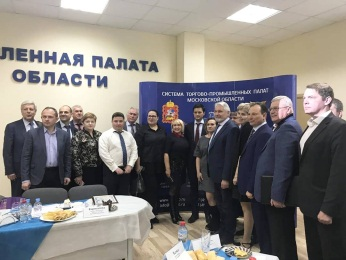 ЛЕННАЯ ПАЛАТА
ОБЛАСТИ
СИСТЕМА ТОРГОВО-ПРОМЫШЛЕННЫХ ПАЛАТ
МОСКОВСКОЙ ОБЛАСТИ